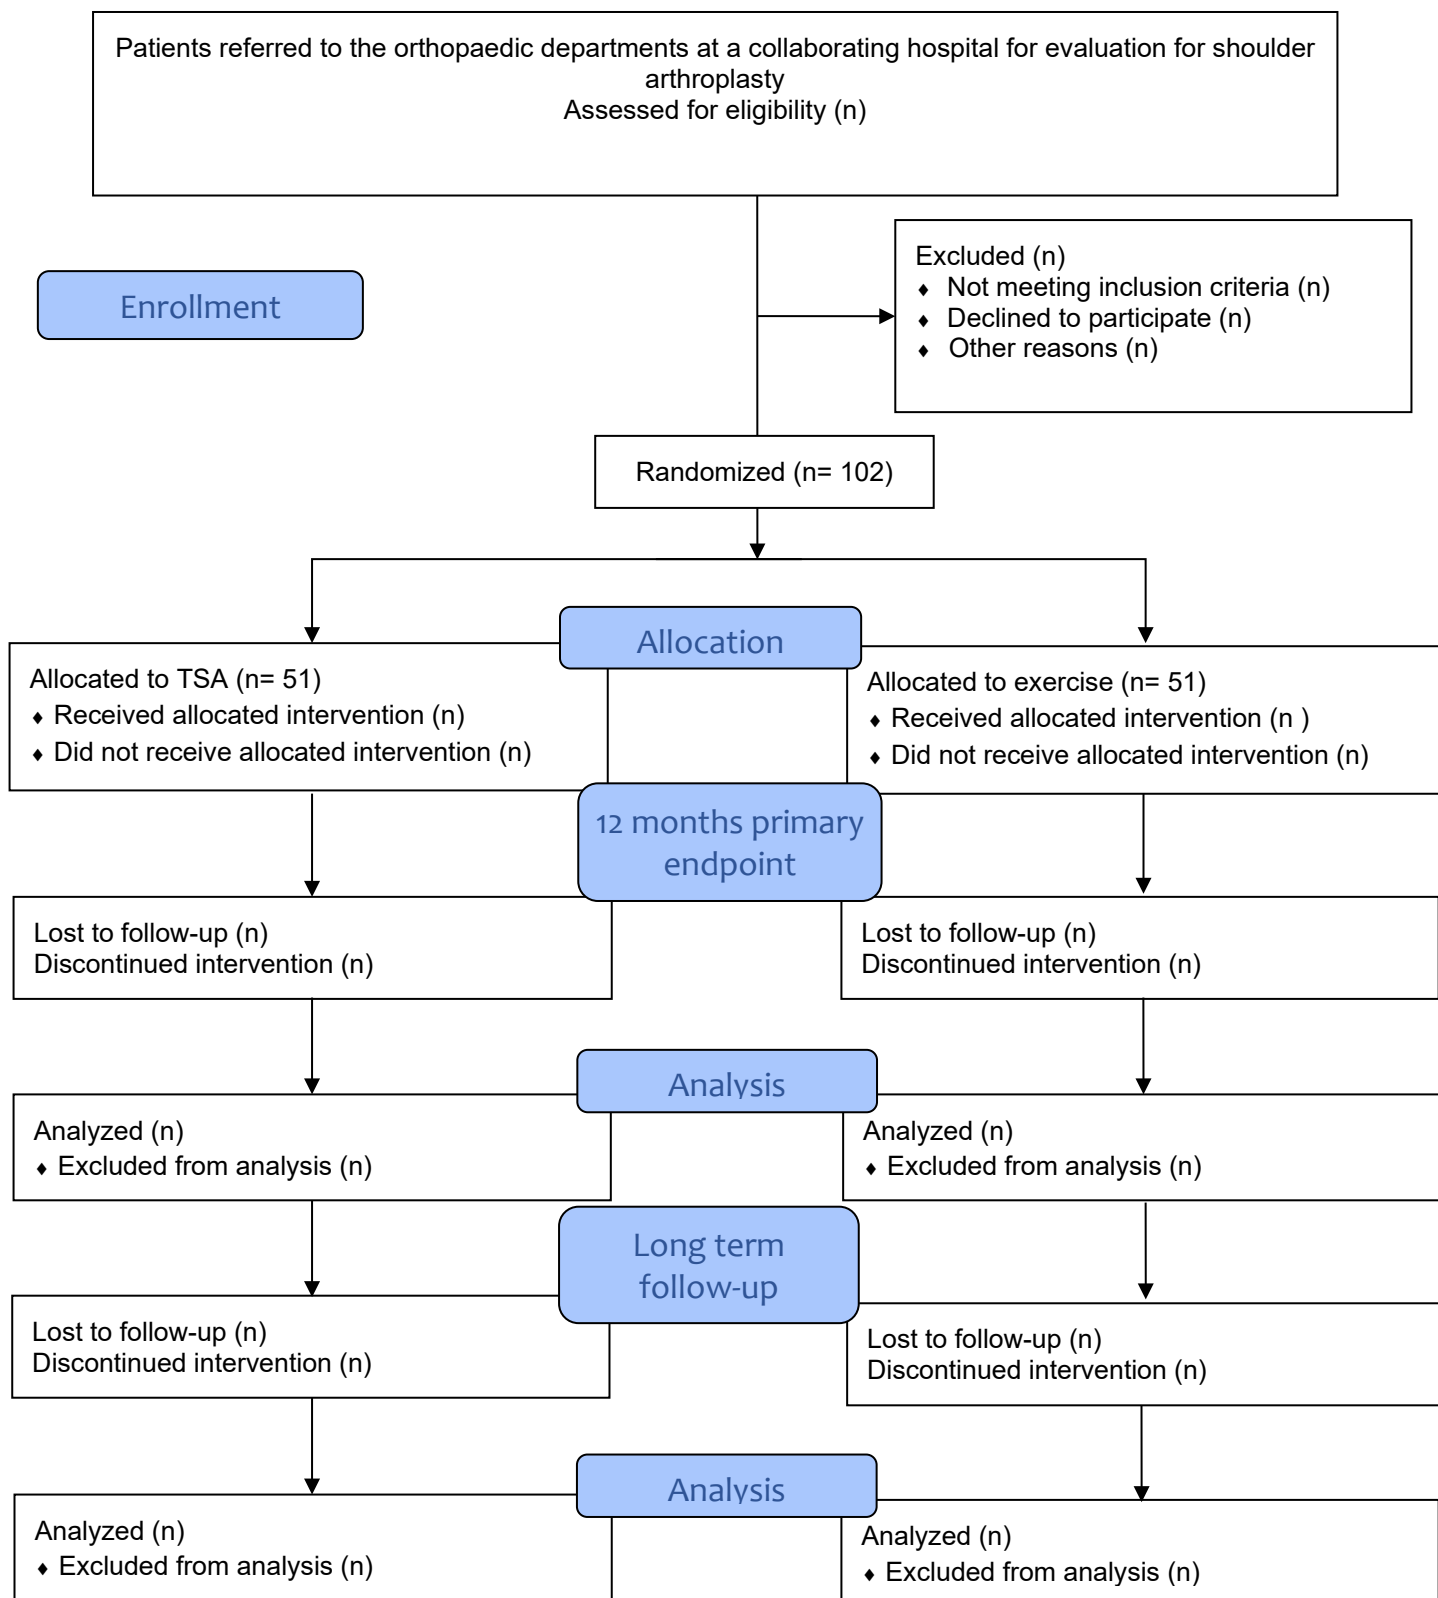 Patients referred to the orthopaedic departments at a collaborating hospital for evaluation for shoulder
arthroplasty
Assessed for eligibility (n)
Enrollment
Excluded (n)
♦ Not meeting inclusion criteria (n)
♦ Declined to participate (n)
♦ Other reasons (n)
Randomized (n= 102)
Allocation
Allocated to TSA (n= 51)
♦ Received allocated intervention (n)
♦ Did not receive allocated intervention (n)
Allocated to exercise (n= 51)
♦ Received allocated intervention (n )
♦ Did not receive allocated intervention (n)
12 months primary
endpoint
Lost to follow-up (n)
Discontinued intervention (n)
Lost to follow-up (n)
Discontinued intervention (n)
Analysis
Analyzed (n)
♦ Excluded from analysis (n)
Analyzed (n)
♦ Excluded from analysis (n)
Long term
follow-up
Lost to follow-up (n)
Discontinued intervention (n)
Lost to follow-up (n)
Discontinued intervention (n)
Analysis
Analyzed (n)
♦ Excluded from analysis (n)
Analyzed (n)
♦ Excluded from analysis (n)